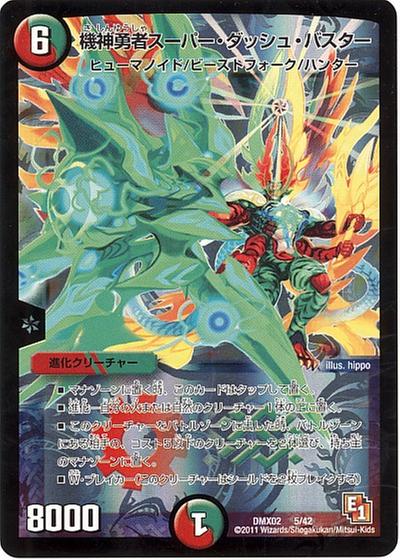 6
きしんゆうしゃ
機神勇者スーパー・ダッシュ・バスター
ヒューマノイド/ビーストフォーク/ハンター
進化クリーチャー
illus. hippo
■マナゾーンに置く時、このカードはタップして置く。
■進化－自分の火または自然のクリーチャー1体の上に置く。
■このクリーチャーをバトルゾーンに出した時、バトルゾーン
にある相手の、コスト5以下のクリーチャーを2体選び、持ち主
のマナゾーンに置く。
■W・ブレイカー(このクリーチャーはシールドを2枚ブレイクする)
8000
1
DMX02 5/42
E1
©2011 Wizards/Shogakukan/Mitsui-Kids